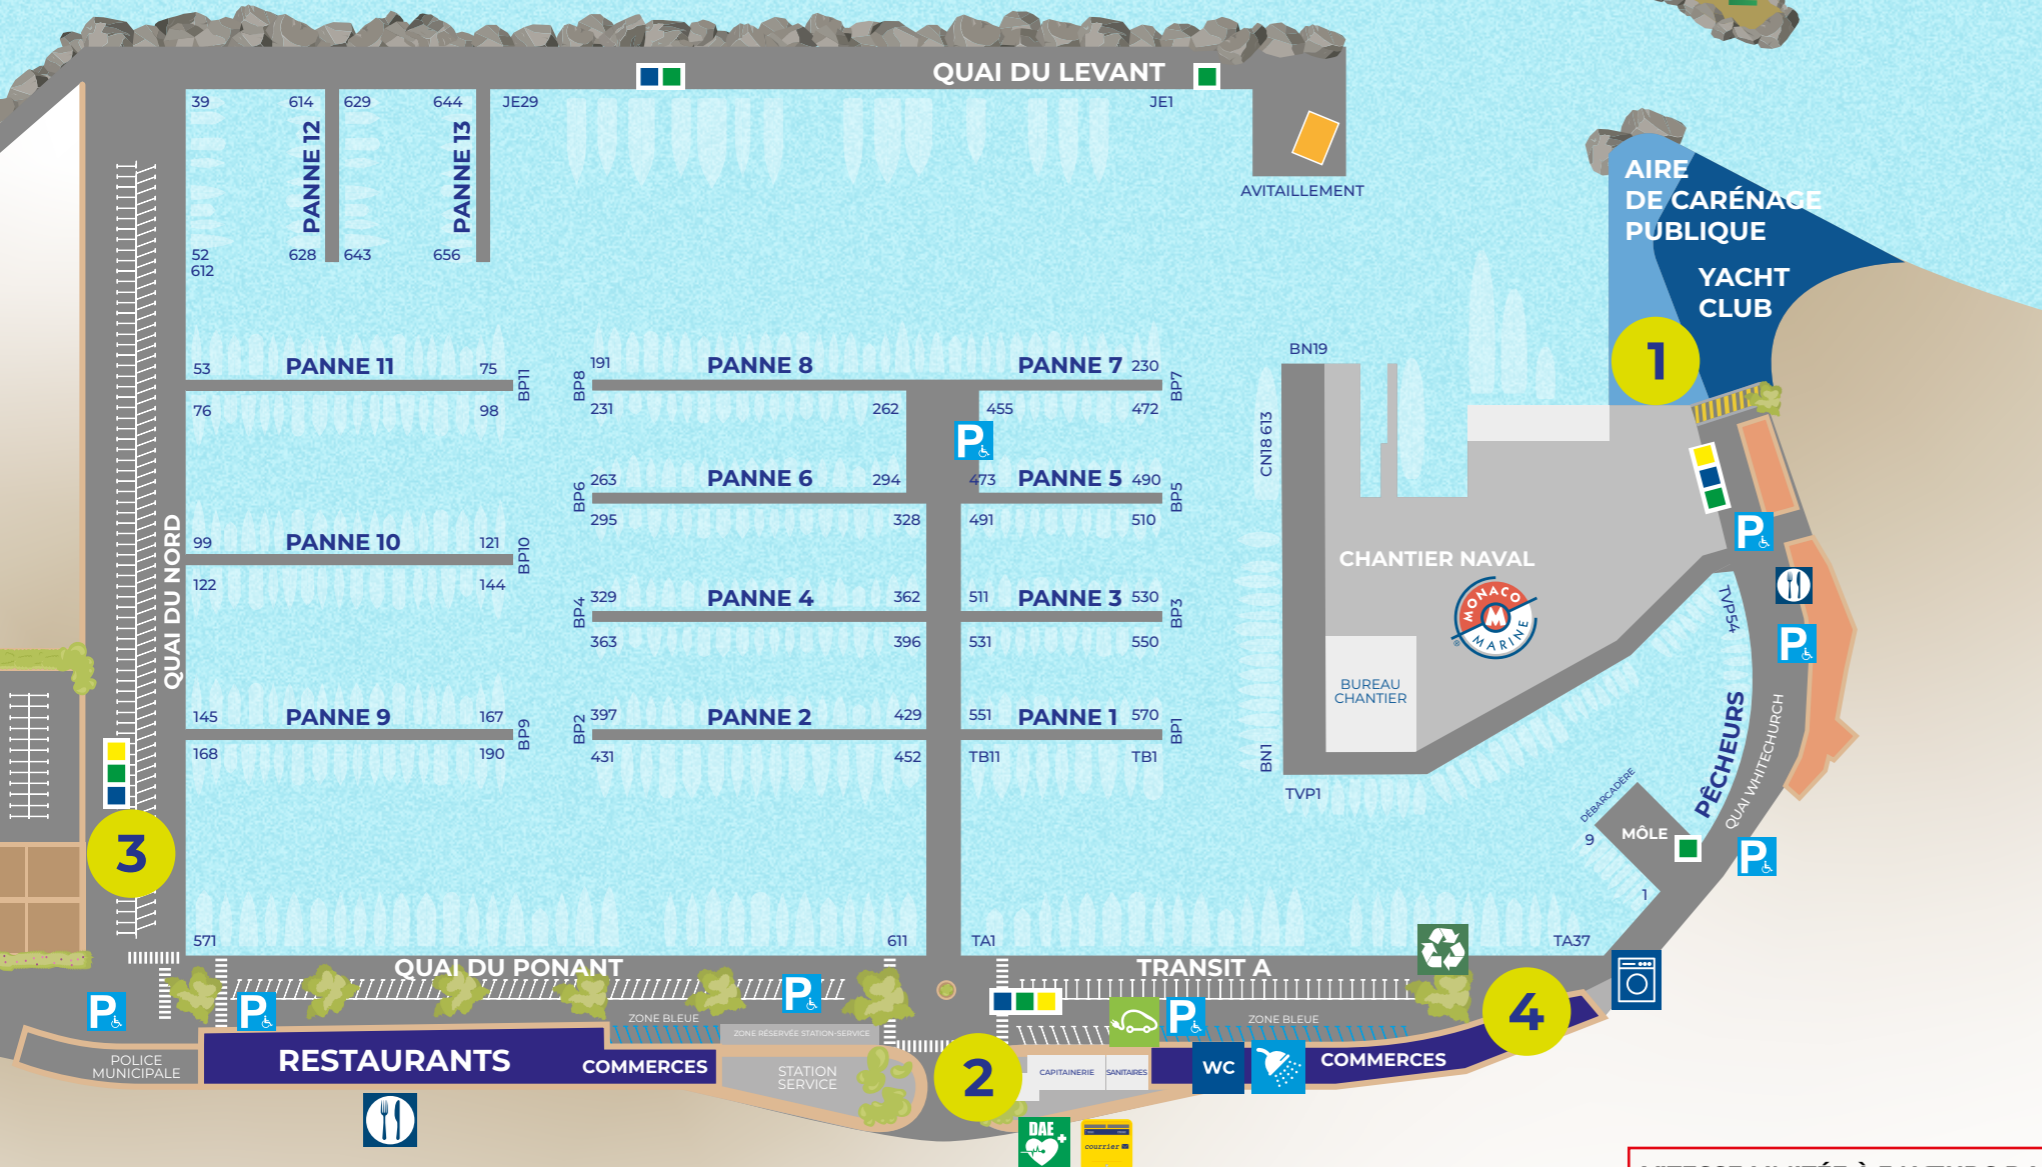 QUAI DU LEVANT
39
614
629
644
JE29
JE1
PANNE 12
PANNE 13
AVITAILLEMENT
52
612
628
643
656
AIRE
DE CARÉNAGE
PUBLIQUE
YACHT
CLUB
1
53
PANNE 11
75
BP11
76
98
191
PANNE 8
PANNE 7
230
BP8
BP7
231
262
455
472
P
BN19
CN18 613
263
PANNE 6
294
473
PANNE 5
490
BP6
BP5
295
328
491
510
P
QUAI DU NORD
99
PANNE 10
121
BP10
122
144
CHANTIER NAVAL
MONACO
M
MARINE
®
329
PANNE 4
362
511
PANNE 3
530
BP4
BP3
363
396
531
550
TVP54
P
BUREAU
CHANTIER
145
PANNE 9
167
BP9
168
190
397
PANNE 2
429
551
PANNE 1
570
BP2
BP1
431
452
TB11
TB1
BN1
TVP1
PÊCHEURS
QUAI WHITECHURCH
DÉBARCADÈRE
9
MÔLE
P
1
3
571
611
TA1
TA37
QUAI DU PONANT
TRANSIT A
P
P
P
P
4
ZONE BLEUE
ZONE RÉSERVÉE STATION-SERVICE
ZONE BLEUE
POLICE
MUNICIPALE
RESTAURANTS
COMMERCES
STATION
SERVICE
2
CAPITAINERIE
SANITAIRES
WC
COMMERCES
DAE
courrier